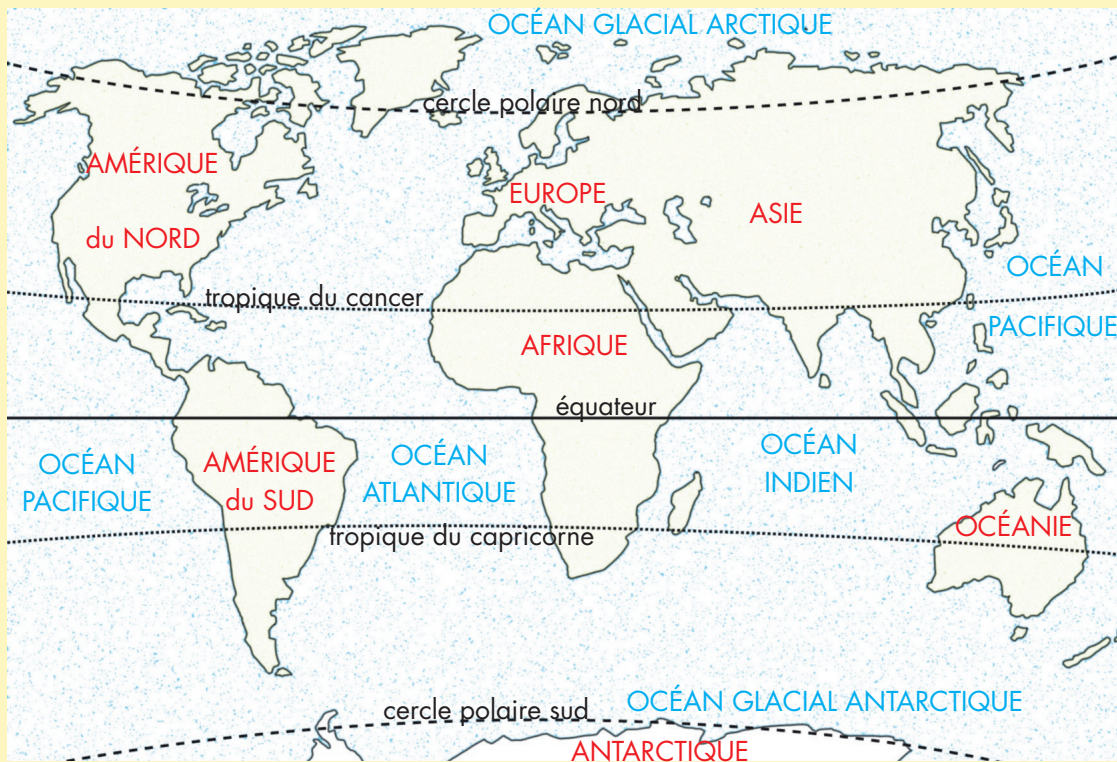 OCÉAN GLACIAL ARCTIQUE
cercle polaire nord
AMÉRIQUE
du NORD
EUROPE
ASIE
OCÉAN
PACIFIQUE
tropique du cancer
AFRIQUE
équateur
OCÉAN
PACIFIQUE
AMÉRIQUE
du SUD
OCÉAN
ATLANTIQUE
OCÉAN
INDIEN
OCÉANIE
tropique du capricorne
OCÉAN GLACIAL ANTARCTIQUE
cercle polaire sud
ANTARCTIQUE